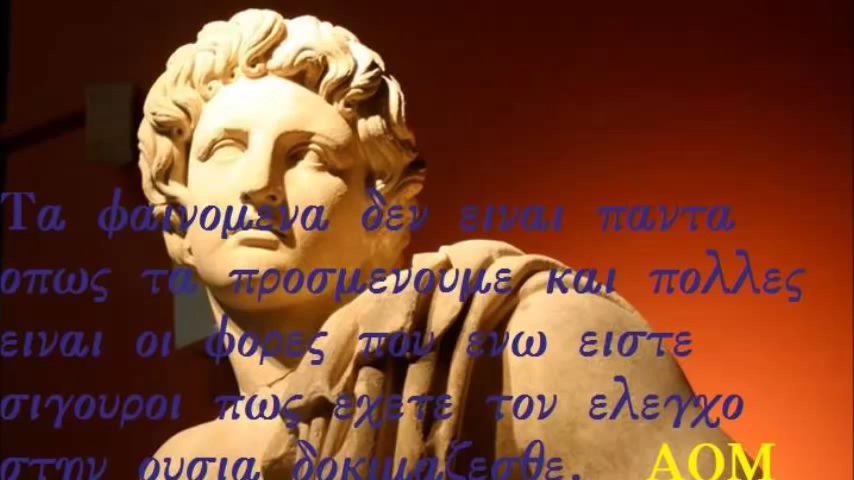 Τα φαινομενα δεν ειναι παντα
οπως τα προσμενουμε και πολλες
ειναι οι φορες που ενω ειστε
σιγουροι πως εχετε τον ελεγχο
στην ουσια δοκιμαζεσθε. ΑΟΜ